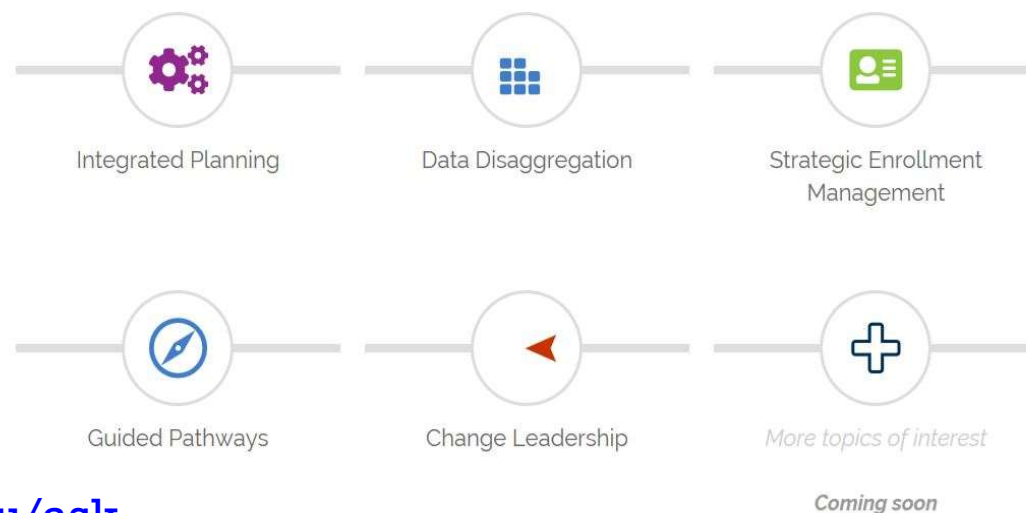 Integrated Planning
Data Disaggregation
Strategic Enrollment
Management
Guided Pathways
Change Leadership
More topics of interest
Coming soon